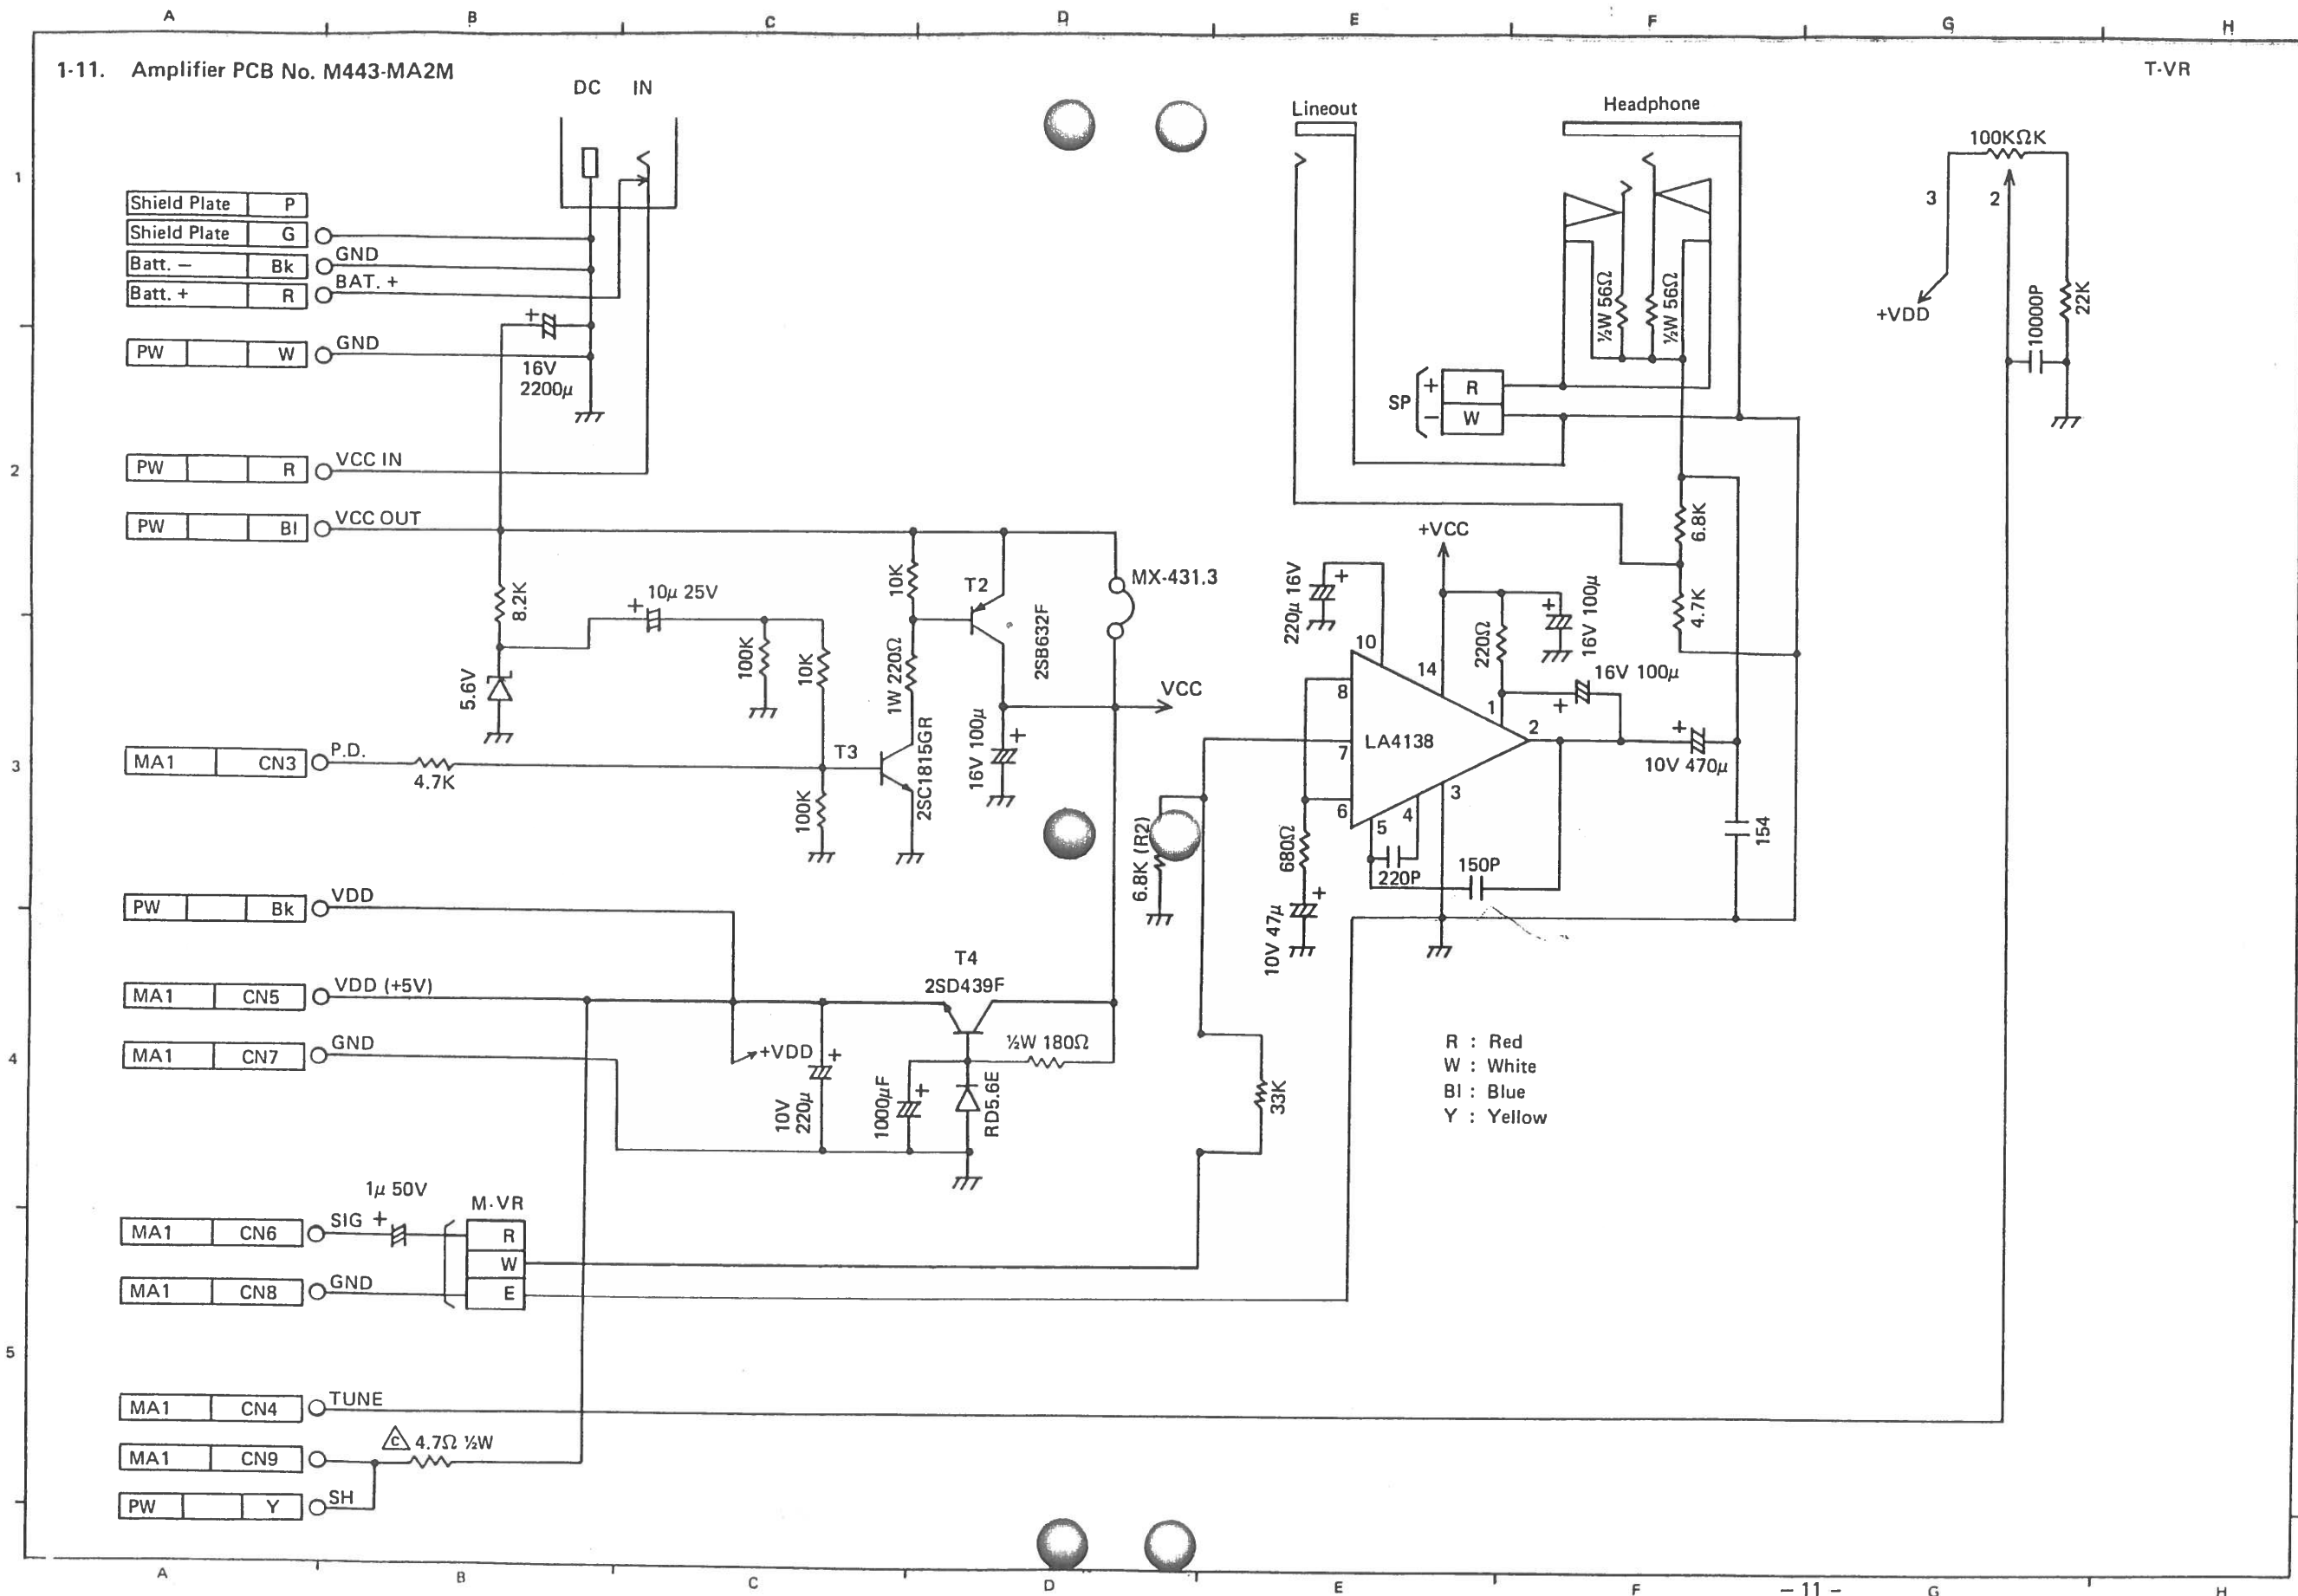 A B C D E F G H
1-11. Amplifier PCB No. M443-MA2M
T-VR
DC IN
Lineout
Headphone
100KΩK
3
2
+VDD
10000P
22K
1
Shield Plate P
Shield Plate G
Batt. — Bk GND
Batt. + R BAT. +
+
16V
2200μ
PW W GND
½W 56Ω
½W 56Ω
SP
+ R
− W
2
PW R VCC IN
PW Bl VCC OUT
8.2K
5.6V
+ 10μ 25V
100K
10K
10K
1W 220Ω
T2
2SB632F
MX-431.3
VCC
16V 100μ
+
T3
2SC1815GR
100K
3
MA1 CN3 P.D.
4.7K
+VCC
220μ 16V
+
10
14
8
7
6
5
4
3
1
2
LA4138
220Ω
+
16V 100μ
16V 100μ
+
6.8K
4.7K
+
10V 470μ
154
6.8K (R2)
680Ω
+
10V 47μ
220P
150P
PW Bk VDD
MA1 CN5 VDD (+5V)
4
MA1 CN7 GND
+VDD
+
10V
220μ
T4
2SD439F
½W 180Ω
1000μF
+
RD5.6E
33K
R : Red
W : White
Bl : Blue
Y : Yellow
1μ 50V
M·VR
MA1 CN6 SIG + R
W
MA1 CN8 GND E
5
MA1 CN4 TUNE
MA1 CN9 C 4.7Ω ½W
PW Y SH
A B C D E F G H
– 11 –